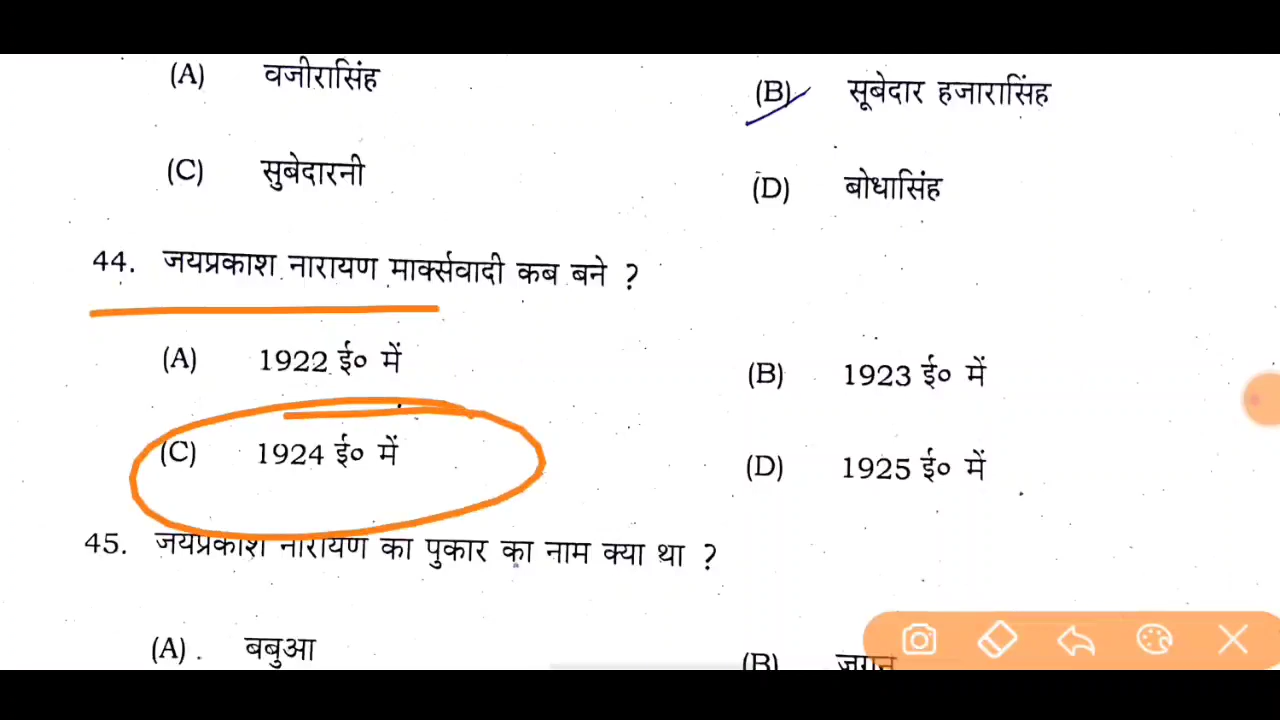 (A) वजीरासिंह
(B) सूबेदार हजारासिंह
(C) सुबेदारनी
(D) बोधासिंह
44. जयप्रकाश नारायण मार्क्सवादी कब बने ?
(A) 1922 ई० में
(B) 1923 ई० में
(C) 1924 ई० में
(D) 1925 ई० में
45. जयप्रकाश नारायण का पुकार का नाम क्या था ?
(A) . बबुआ
(B)